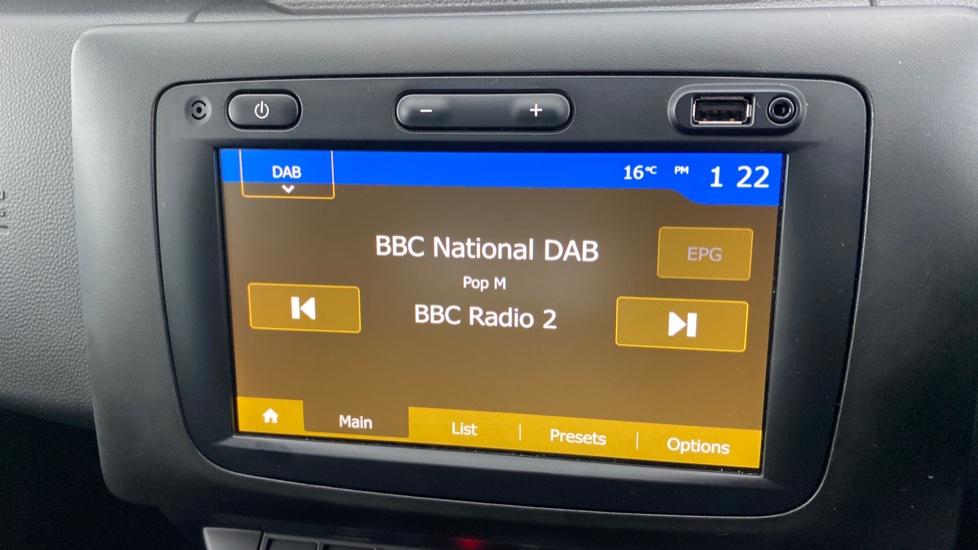 − +
DAB 16°C PM 1 22
BBC National DAB
EPG
Pop M
BBC Radio 2
Main List | Presets | Options